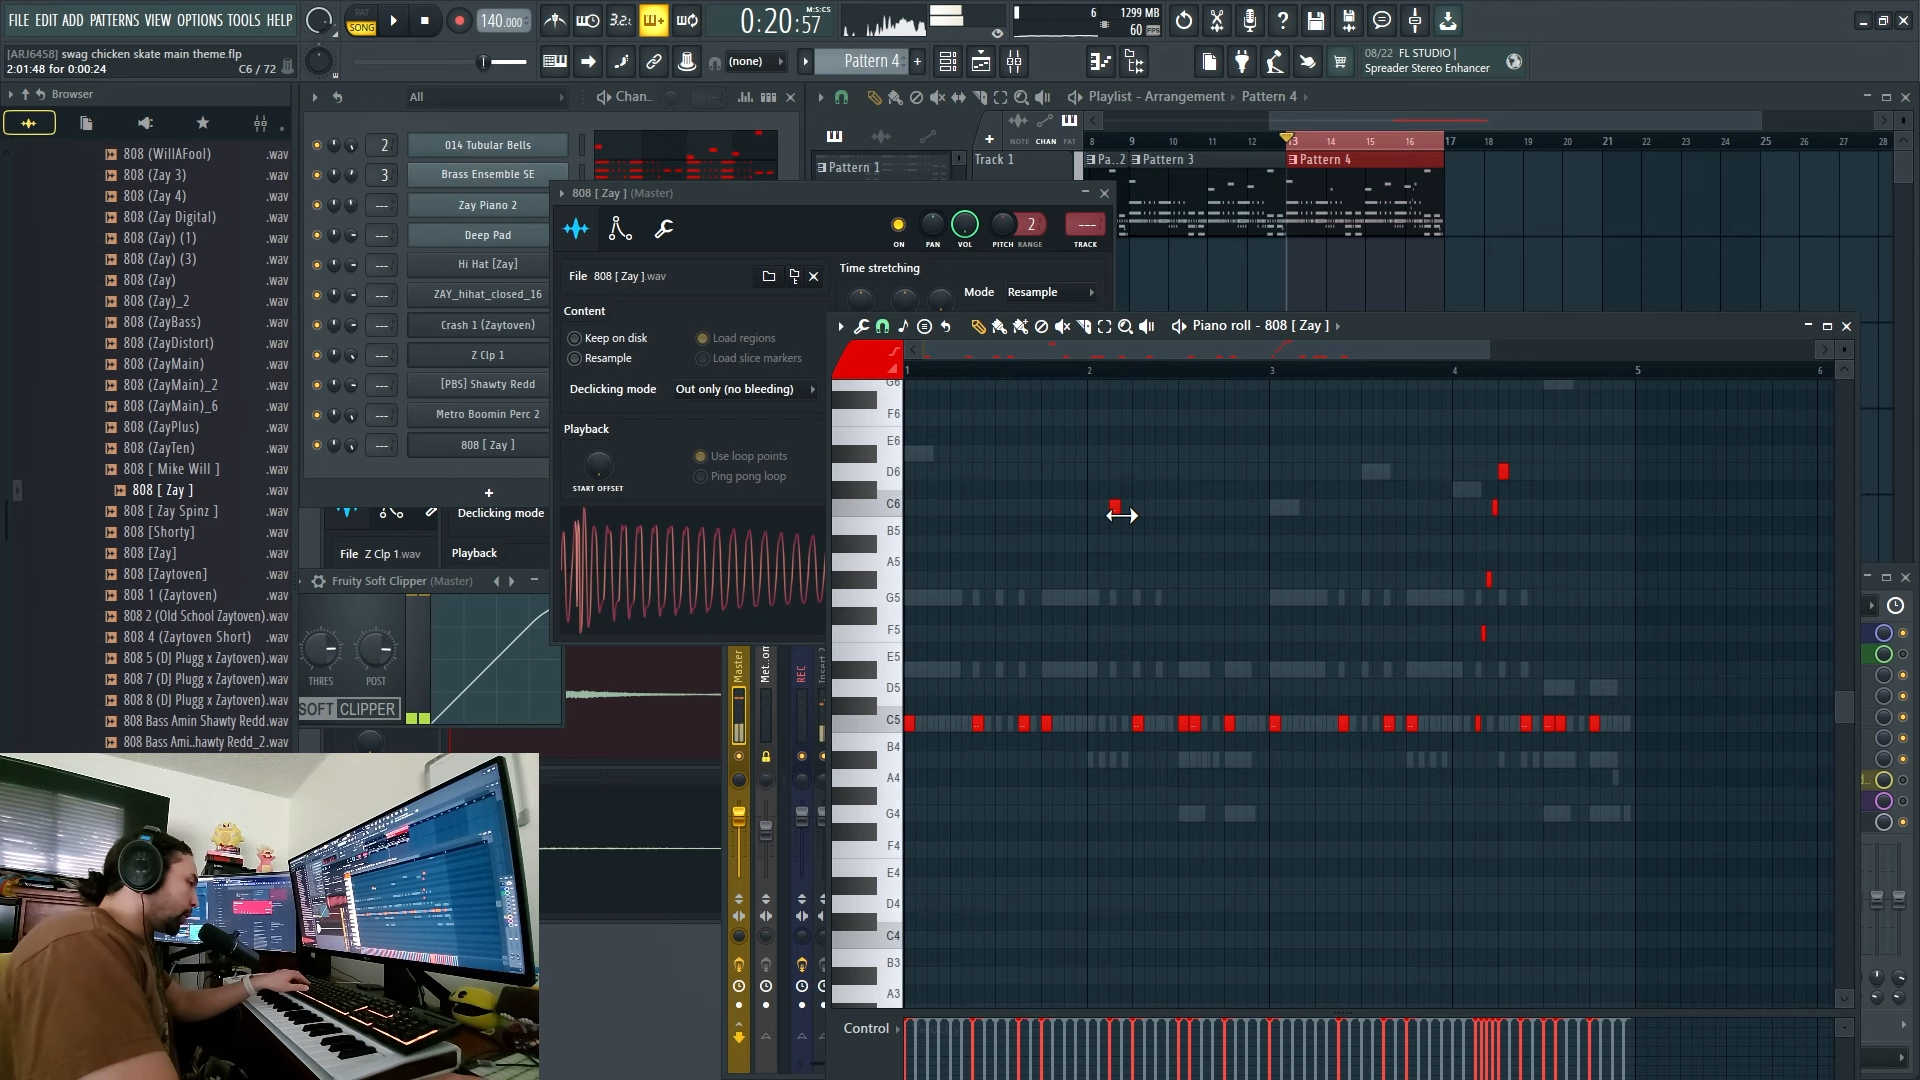 FILE EDIT ADD PATTERNS VIEW OPTIONS TOOLS HELP
[ARJ6458] swag chicken skate main theme.flp
2:01:48 for 0:00:24
C6 / 72
PAT
SONG
140.000
3.2.
0:20:57
M:S:CS
6
1299 MB
60 FPS
(none)
Pattern 4
08/22 FL STUDIO |
Spreader Stereo Enhancer
Browser
808 (WillAFool) .wav
808 (Zay 3) .wav
808 (Zay 4) .wav
808 (Zay Digital) .wav
808 (Zay) (1) .wav
808 (Zay) (3) .wav
808 (Zay) .wav
808 (Zay)_2 .wav
808 (ZayBass) .wav
808 (ZayDistort) .wav
808 (ZayMain) .wav
808 (ZayMain)_2 .wav
808 (ZayMain)_6 .wav
808 (ZayPlus) .wav
808 (ZayTen) .wav
808 [ Mike Will ] .wav
808 [ Zay ] .wav
808 [ Zay Spinz ] .wav
808 [Shorty] .wav
808 [Zay] .wav
808 [Zaytoven] .wav
808 1 (Zaytoven) .wav
808 2 (Old School Zaytoven).wav
808 4 (Zaytoven Short) .wav
808 5 (DJ Plugg x Zaytoven).wav
808 7 (DJ Plugg x Zaytoven).wav
808 8 (DJ Plugg x Zaytoven).wav
808 Bass Amin Shawty Redd.wav
808 Bass Ami..hawty Redd_2.wav
All
Chan..
2 014 Tubular Bells
3 Brass Ensemble SE
--- Zay Piano 2
--- Deep Pad
--- Hi Hat [Zay]
--- ZAY_hihat_closed_16
--- Crash 1 (Zaytoven)
--- Z Clp 1
--- [PBS] Shawty Redd
--- Metro Boomin Perc 2
--- 808 [ Zay ]
+
Declicking mode
File Z Clp 1.wav
Playback
Fruity Soft Clipper (Master)
THRES
POST
SOFT CLIPPER
808 [ Zay ] (Master)
ON
PAN
VOL
PITCH
RANGE
2
---
TRACK
File 808 [ Zay ].wav
Content
Keep on disk
Resample
Load regions
Load slice markers
Declicking mode Out only (no bleeding)
Playback
START OFFSET
Use loop points
Ping pong loop
Time stretching
Mode Resample
Playlist - Arrangement
Pattern 4
NOTE CHAN PAT
8 9 10 11 12 13 14 15 16 17 18 19 20 21 22 23 24 25 26 27 28
Pattern 1
Track 1
Pa..2
Pattern 3
Pattern 4
Piano roll - 808 [ Zay ]
1 2 3 4 5 6
G6
F6
E6
D6
C6
B5
A5
G5
F5
E5
D5
C5
B4
A4
G4
F4
E4
D4
C4
B3
A3
Control
Master
Met..om
REC
Insert 2